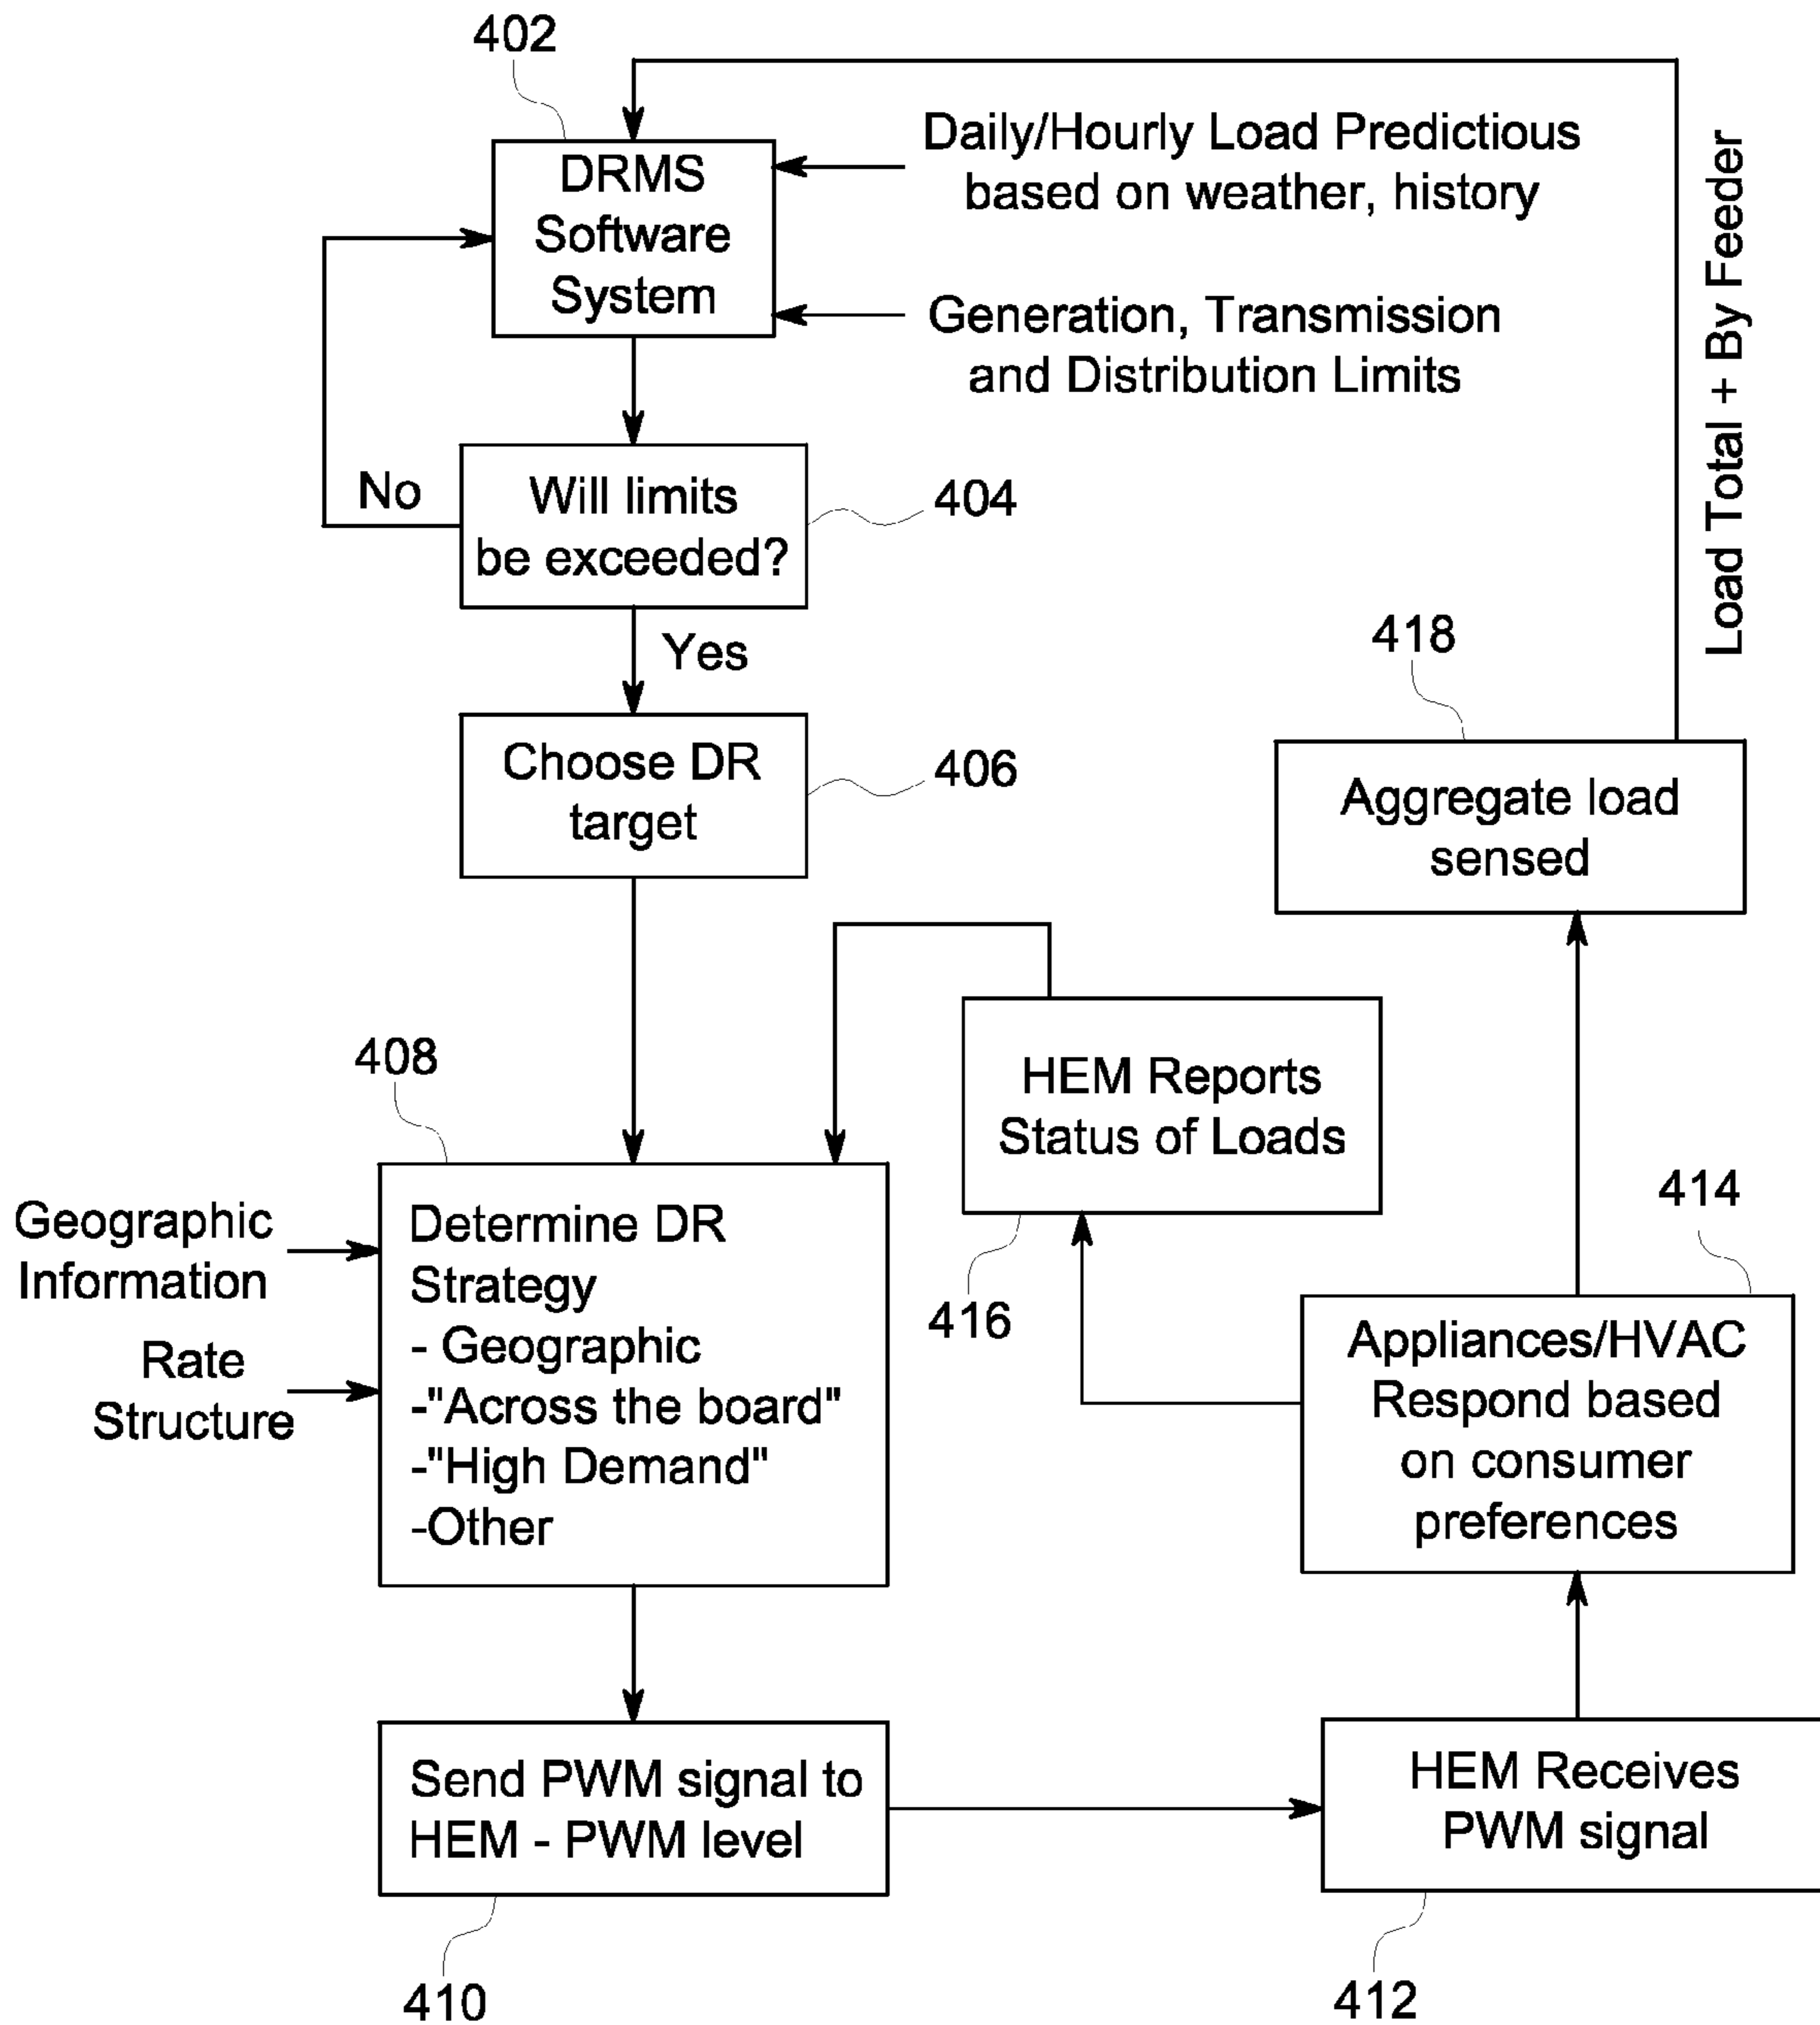 402
DRMS
Software
System
Daily/Hourly Load Predictious
based on weather, history
Generation, Transmission
and Distribution Limits
Load Total + By Feeder
No
Will limits
be exceeded?
404
Yes
Choose DR
target
406
418
Aggregate load
sensed
408
HEM Reports
Status of Loads
416
414
Geographic
Information
Rate
Structure
Determine DR
Strategy
- Geographic
-"Across the board"
-"High Demand"
-Other
Appliances/HVAC
Respond based
on consumer
preferences
Send PWM signal to
HEM - PWM level
410
HEM Receives
PWM signal
412